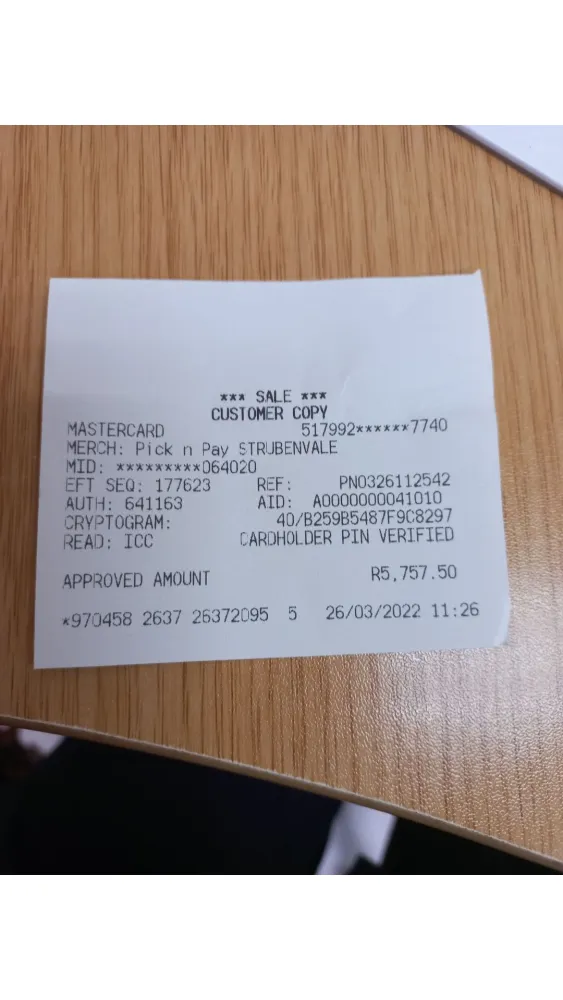 *** SALE ***
CUSTOMER COPY
MASTERCARD 517992******7740
MERCH: Pick n Pay STRUBENVALE
MID: *********064020
EFT SEQ: 177623 REF: PN0326112542
AUTH: 641163 AID: A0000000041010
CRYPTOGRAM: 40/B259B5487F9C8297
READ: ICC CARDHOLDER PIN VERIFIED
APPROVED AMOUNT R5,757.50
*970458 2637 26372095 5 26/03/2022 11:26